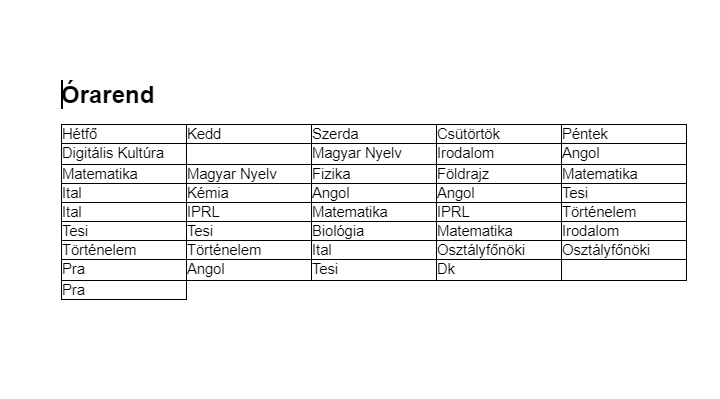 Órarend
Hétfő Kedd Szerda Csütörtök Péntek
Digitális Kultúra Magyar Nyelv Irodalom Angol
Matematika Magyar Nyelv Fizika Földrajz Matematika
Ital Kémia Angol Angol Tesi
Ital IPRL Matematika IPRL Történelem
Tesi Tesi Biológia Matematika Irodalom
Történelem Történelem Ital Osztályfőnöki Osztályfőnöki
Pra Angol Tesi Dk
Pra